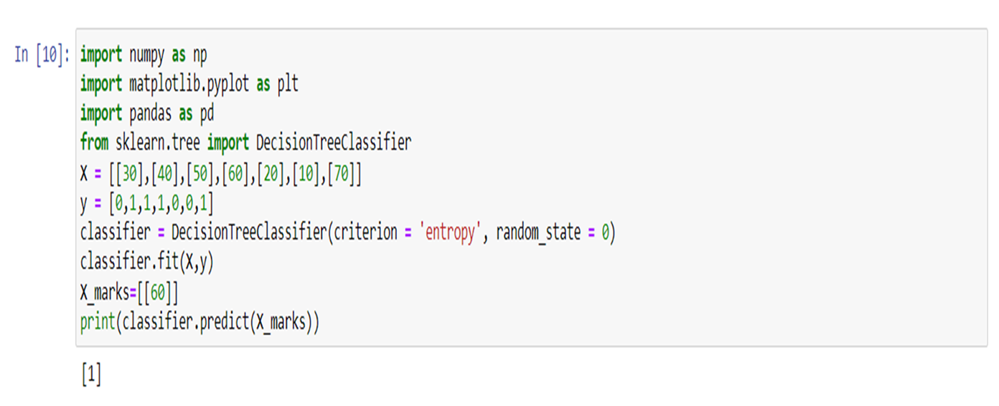 In [10]: import numpy as np
import matplotlib.pyplot as plt
import pandas as pd
from sklearn.tree import DecisionTreeClassifier
X = [[30],[40],[50],[60],[20],[10],[70]]
y = [0,1,1,1,0,0,1]
classifier = DecisionTreeClassifier(criterion = 'entropy', random_state = 0)
classifier.fit(X,y)
X_marks=[[60]]
print(classifier.predict(X_marks))
[1]